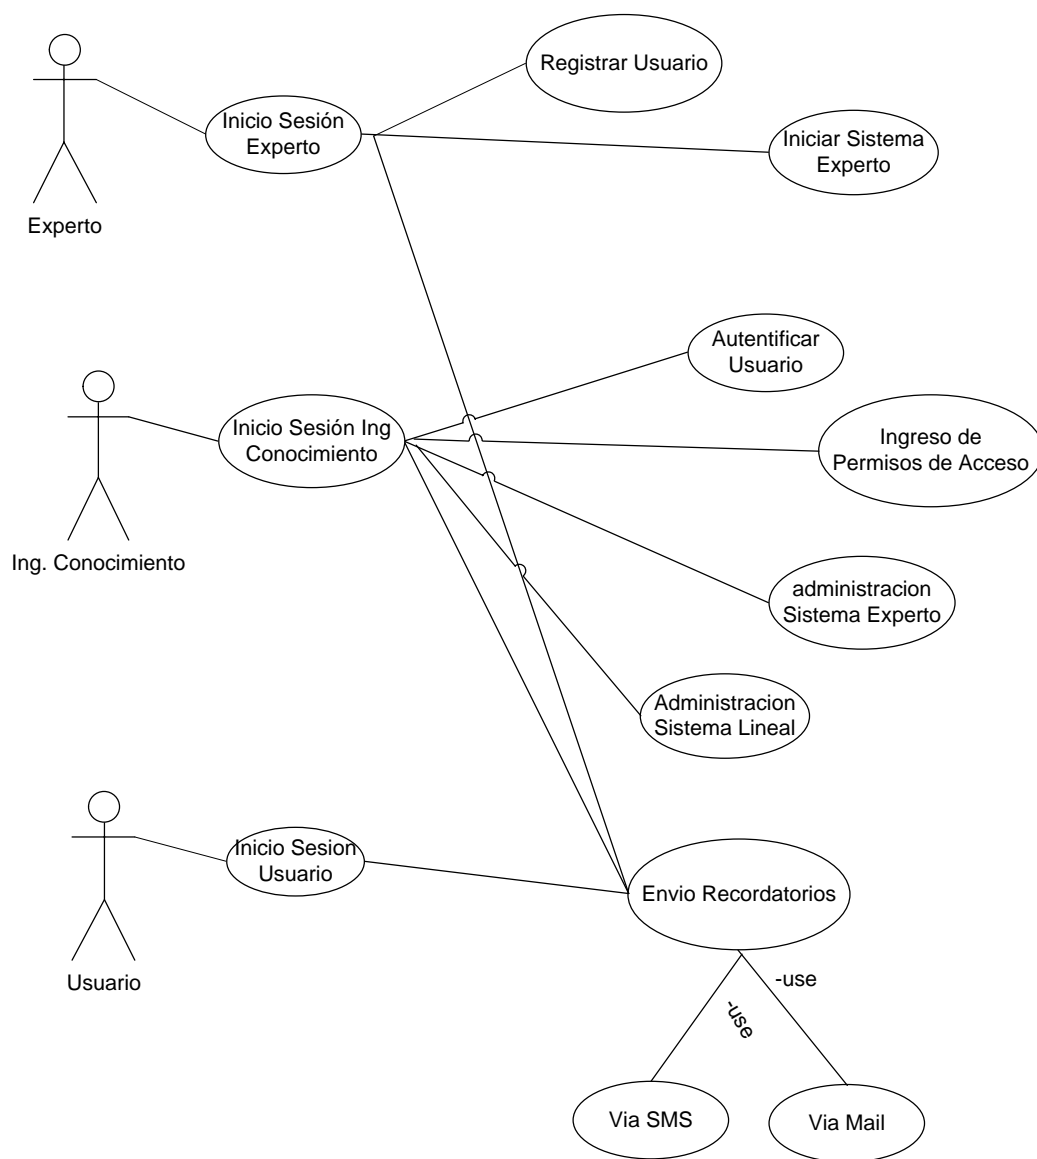 Registrar Usuario
Inicio Sesión
Experto
Iniciar Sistema
Experto
Experto
Autentificar
Usuario
Inicio Sesión Ing
Conocimiento
Ingreso de
Permisos de Acceso
Ing. Conocimiento
administracion
Sistema Experto
Administracion
Sistema Lineal
Inicio Sesion
Usuario
Envio Recordatorios
Usuario
-use
-use
Via SMS
Via Mail